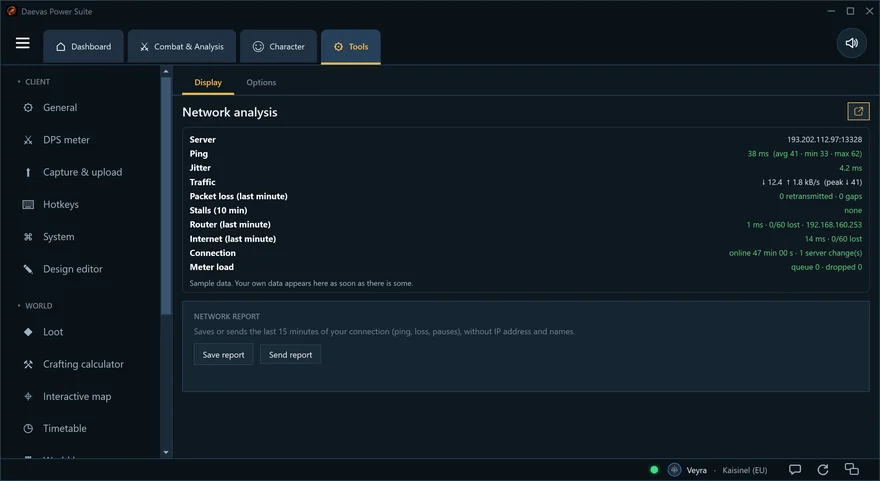 Daevas Power Suite
Dashboard
Combat & Analysis
Character
Tools
CLIENT
General
DPS meter
Capture & upload
Hotkeys
System
Design editor
WORLD
Loot
Crafting calculator
Interactive map
Timetable
Display
Options
Network analysis
Server 193.202.112.97:13328
Ping 38 ms (avg 41 · min 33 · max 62)
Jitter 4.2 ms
Traffic ↓ 12.4 ↑ 1.8 kB/s (peak ↓ 41)
Packet loss (last minute) 0 retransmitted · 0 gaps
Stalls (10 min) none
Router (last minute) 1 ms · 0/60 lost · 192.168.160.253
Internet (last minute) 14 ms · 0/60 lost
Connection online 47 min 00 s · 1 server change(s)
Meter load queue 0 · dropped 0
Sample data. Your own data appears here as soon as there is some.
NETWORK REPORT
Saves or sends the last 15 minutes of your connection (ping, loss, pauses), without IP address and names.
Save report
Send report
Veyra · Kaisinel (EU)